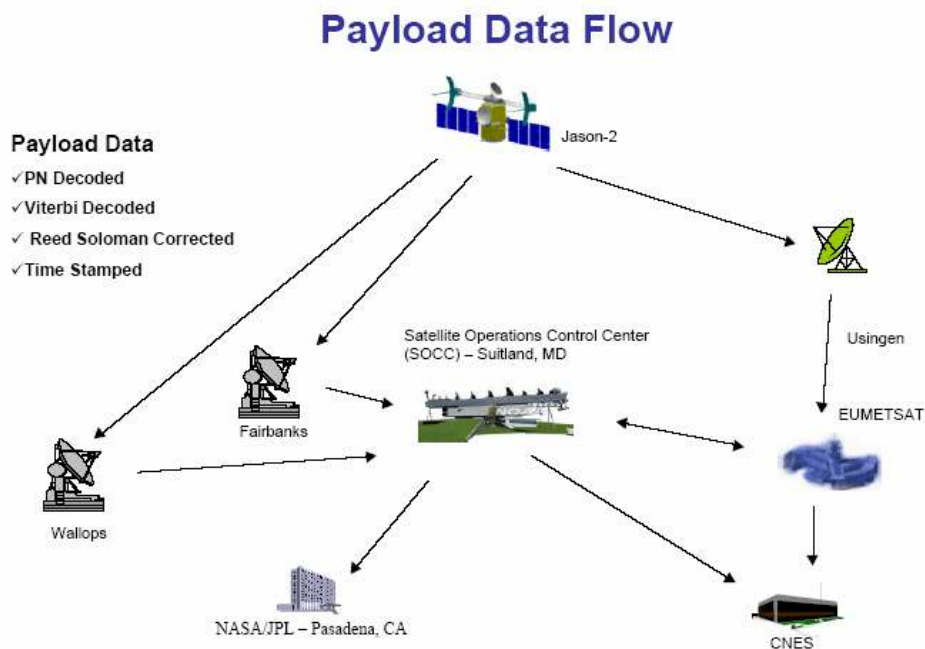 Payload Data Flow
Jason-2
Payload Data
✓PN Decoded
✓Viterbi Decoded
✓ Reed Soloman Corrected
✓Time Stamped
Satellite Operations Control Center
(SOCC) – Suitland, MD
Usingen
Fairbanks
EUMETSAT
Wallops
NASA/JPL – Pasadena, CA
CNES